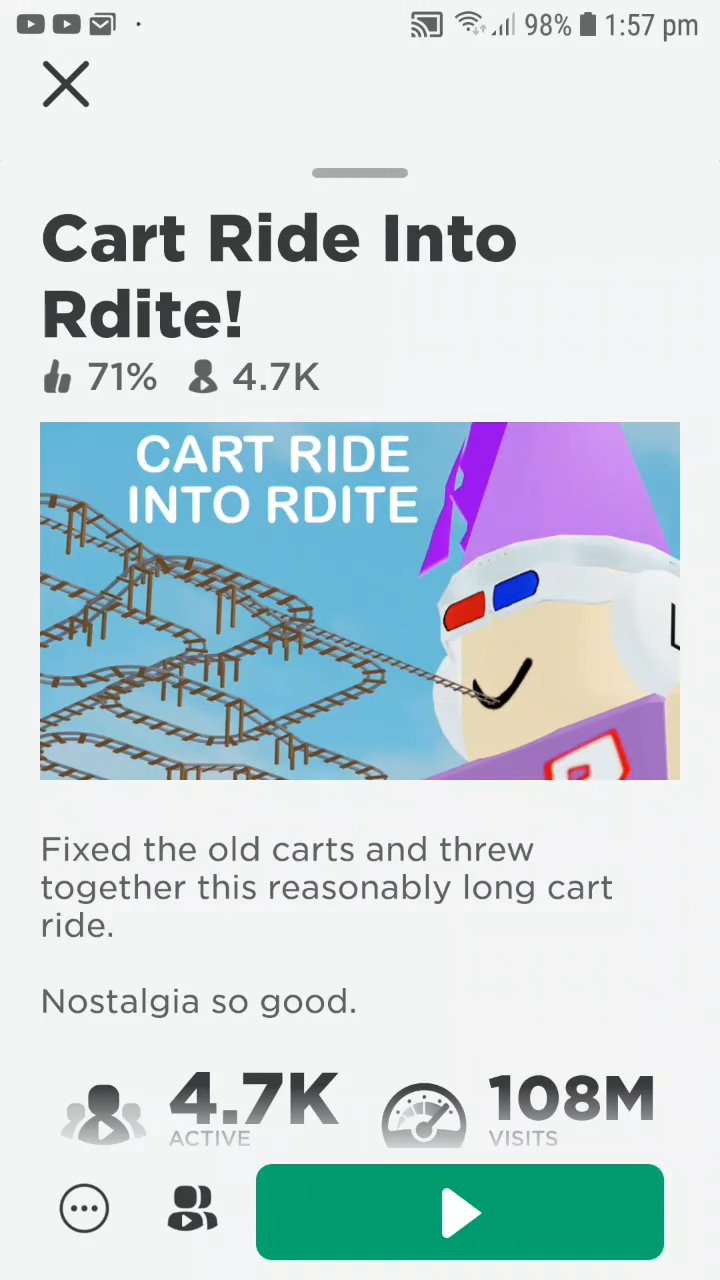 98% 1:57 pm
Cart Ride Into
Rdite!
71% 4.7K
CART RIDE
INTO RDITE
Fixed the old carts and threw
together this reasonably long cart
ride.
Nostalgia so good.
4.7K 108M
ACTIVE VISITS